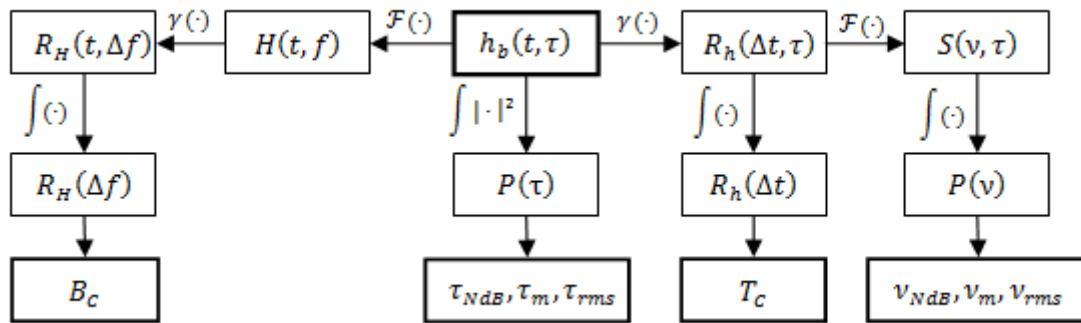 R_H(t, Δf) γ(·) H(t, f) ℱ(·) h_b(t, τ) γ(·) R_h(Δt, τ) ℱ(·) S(ν, τ)
∫(·) ∫|·|² ∫(·) ∫(·)
R_H(Δf) P(τ) R_h(Δt) P(ν)
B_C τ_NdB, τ_m, τ_rms T_C ν_NdB, ν_m, ν_rms